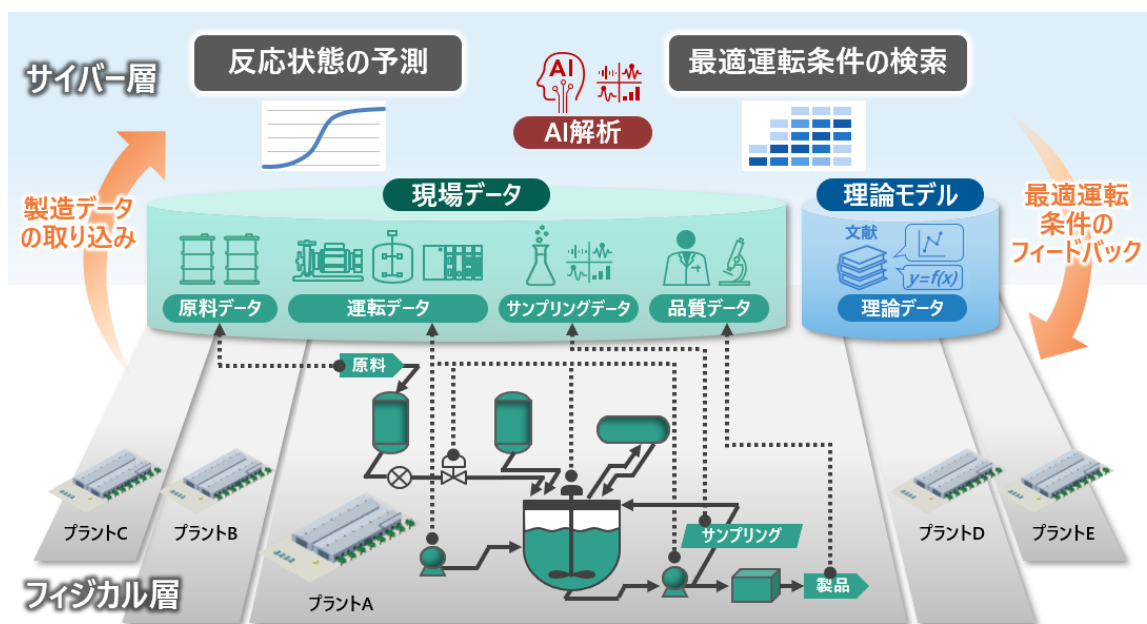 サイバー層
反応状態の予測
AI
AI解析
最適運転条件の検索
製造データ
の取り込み
現場データ
理論モデル
最適運転
条件の
フィードバック
文献
y=f(x)
原料データ
運転データ
サンプリングデータ
品質データ
理論データ
原料
サンプリング
製品
プラントC
プラントB
プラントA
プラントD
プラントE
フィジカル層